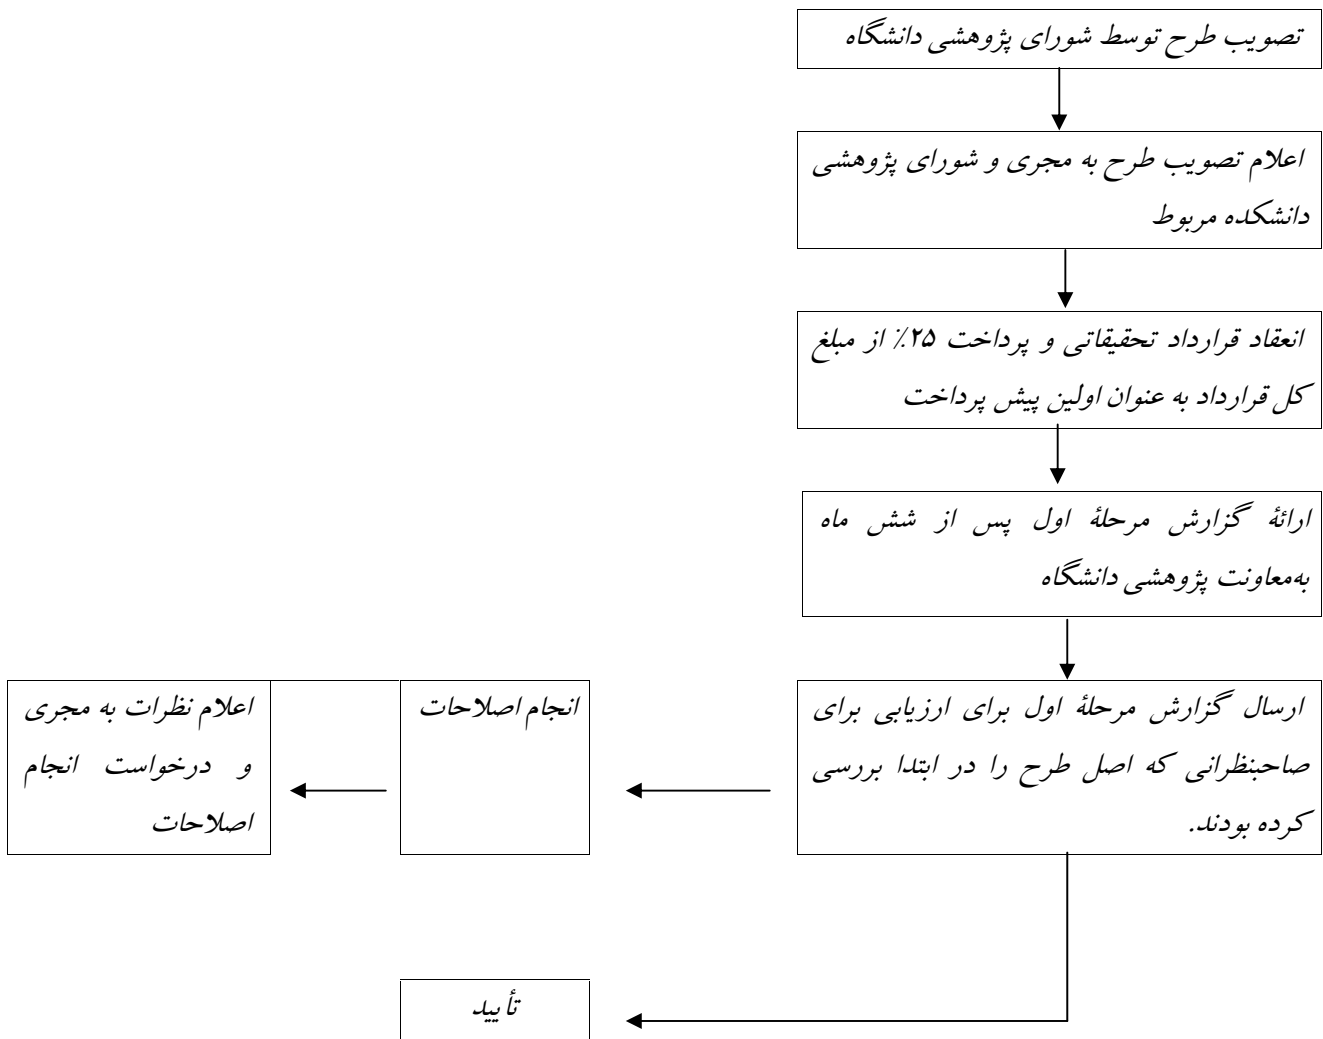 تصویب طرح توسط شورای پژوهشی دانشگاه
اعلام تصویب طرح به مجری و شورای پژوهشی
دانشکده مربوط
انعقاد قرارداد تحقیقاتی و پرداخت ۲۵٪ از مبلغ
کل قرارداد به عنوان اولین پیش پرداخت
ارائهٔ گزارش مرحلهٔ اول پس از شش ماه
به‌معاونت پژوهشی دانشگاه
ارسال گزارش مرحلهٔ اول برای ارزیابی برای
صاحبنظرانی که اصل طرح را در ابتدا بررسی
کرده بودند.
انجام اصلاحات
اعلام نظرات به مجری
و درخواست انجام
اصلاحات
تأیید